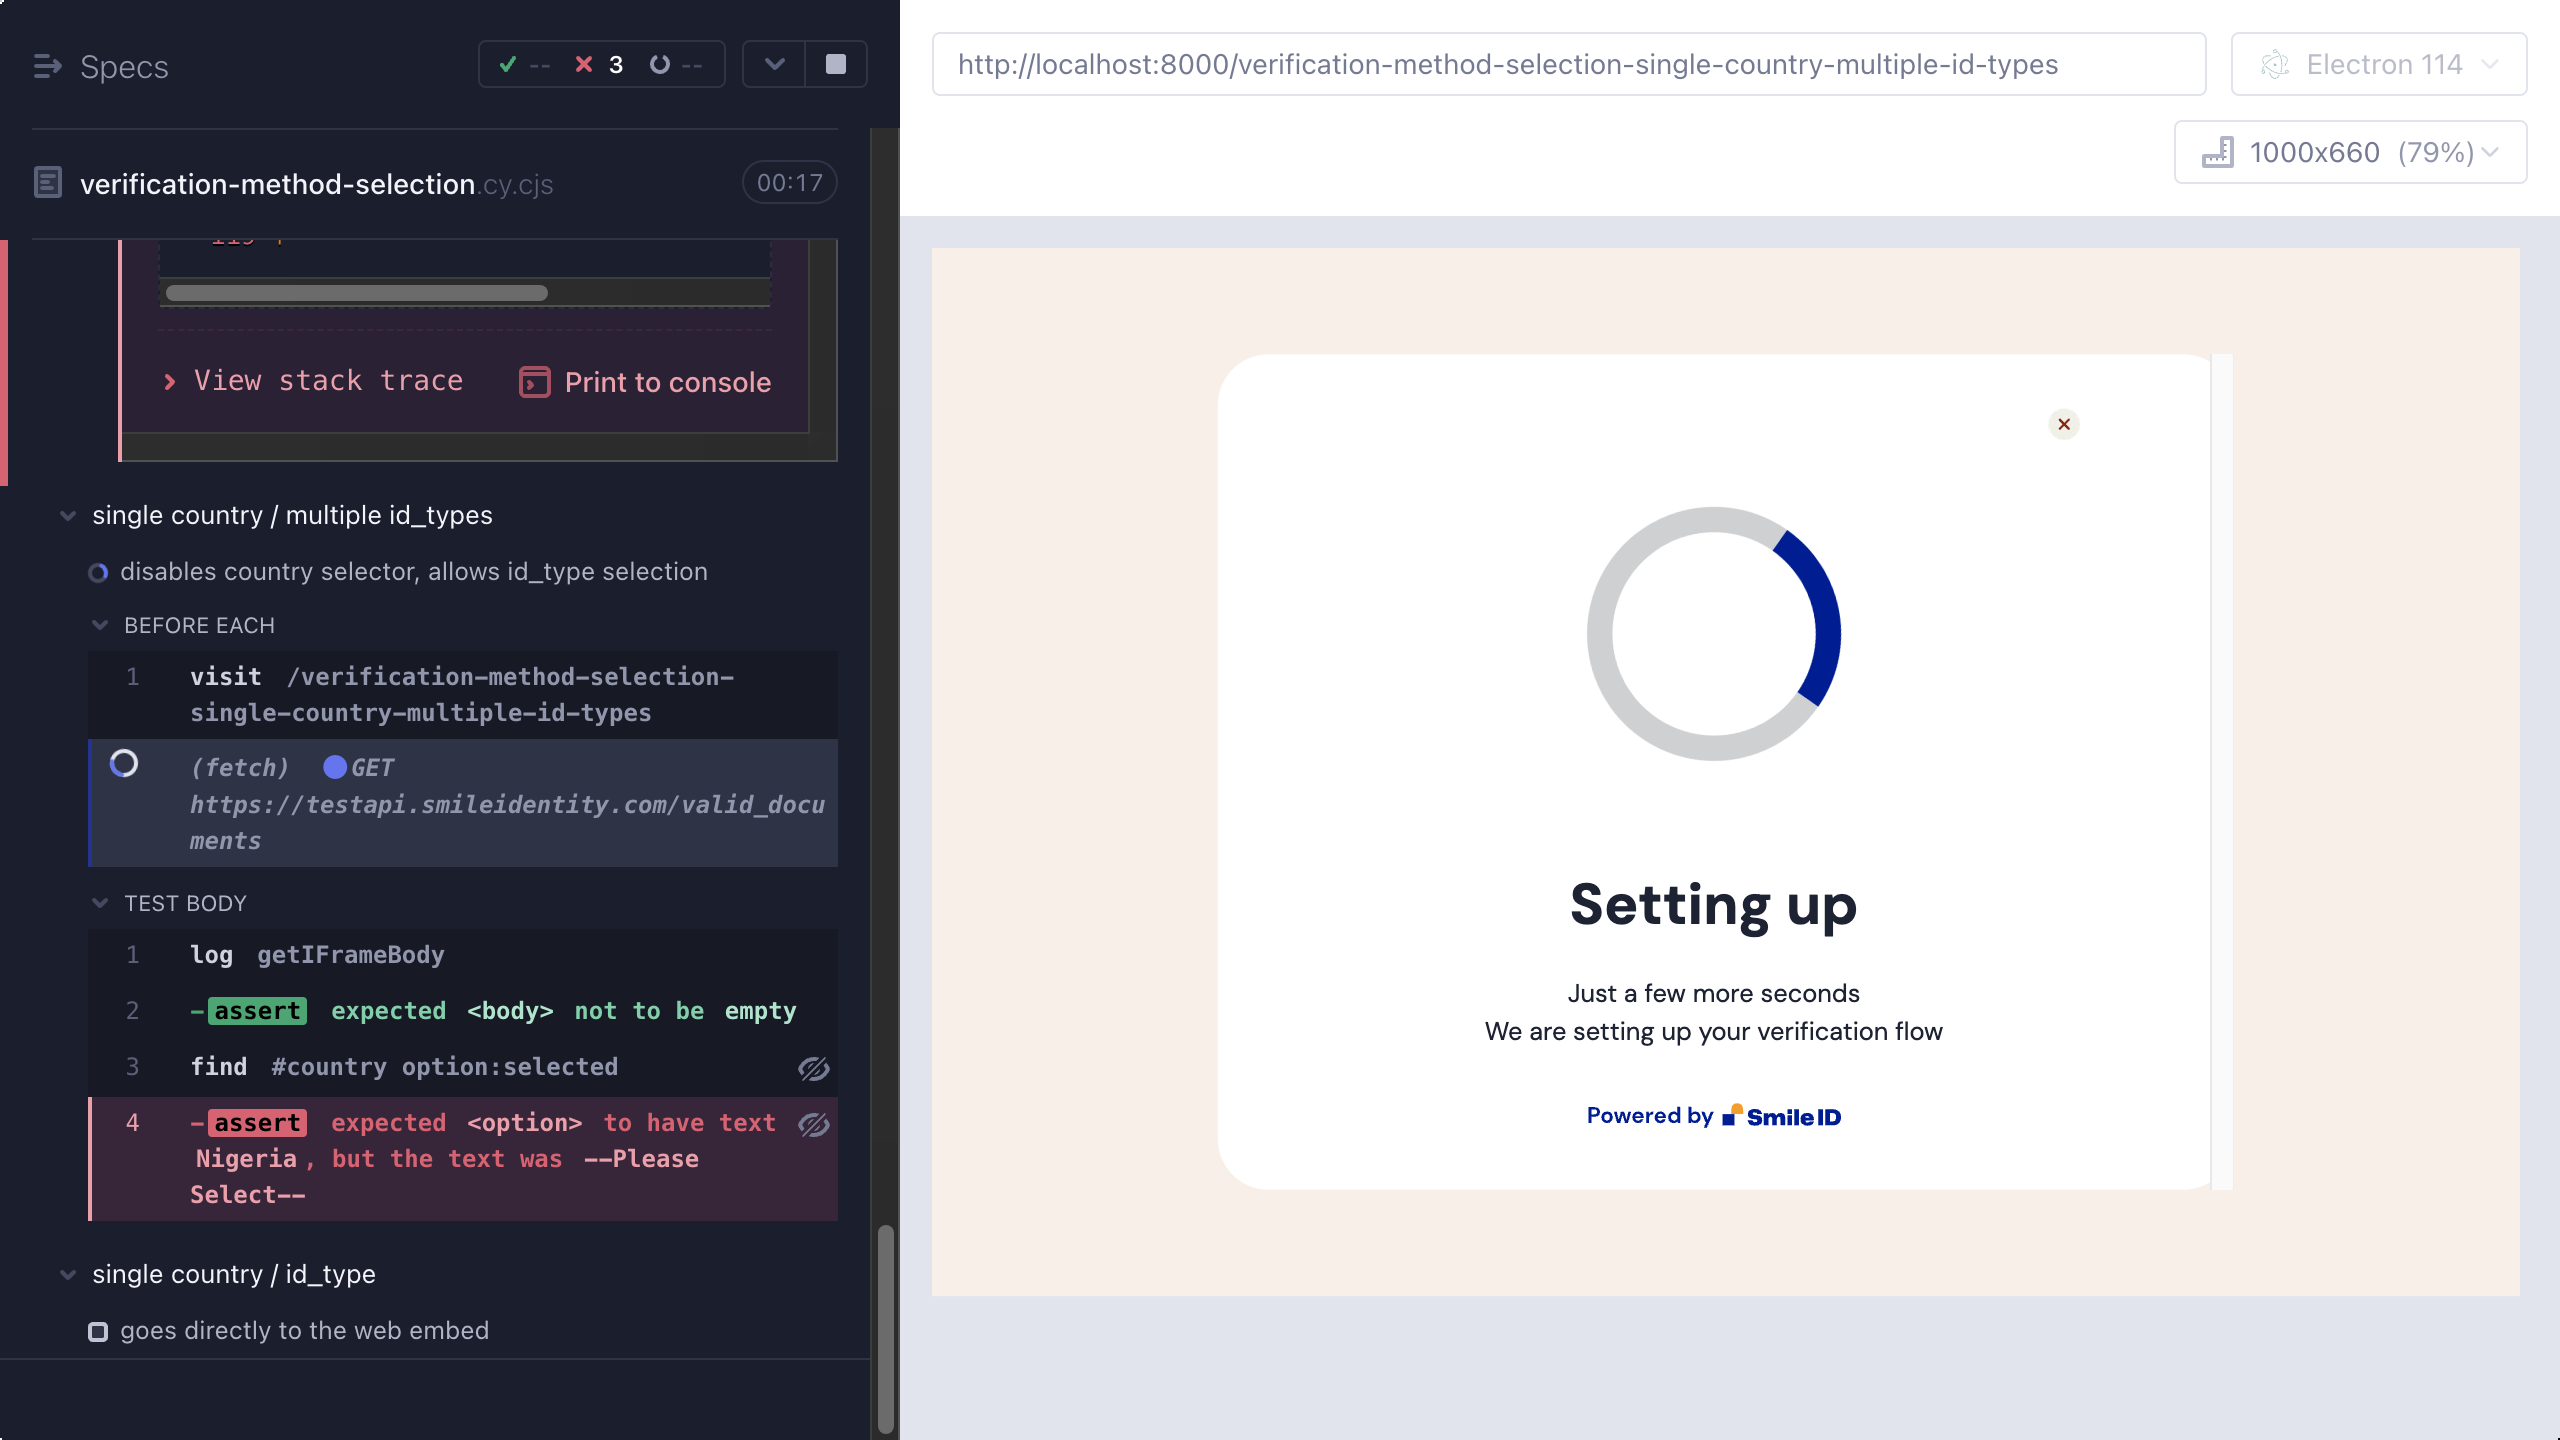 Specs
-- 3 --
verification-method-selection.cy.cjs
00:17
View stack trace
Print to console
single country / multiple id_types
disables country selector, allows id_type selection
BEFORE EACH
1 visit /verification-method-selection-
single-country-multiple-id-types
(fetch) GET
https://testapi.smileidentity.com/valid_docu
ments
TEST BODY
1 log getIFrameBody
2 -assert expected <body> not to be empty
3 find #country option:selected
4 -assert expected <option> to have text
Nigeria, but the text was --Please
Select--
single country / id_type
goes directly to the web embed
http://localhost:8000/verification-method-selection-single-country-multiple-id-types
Electron 114
1000x660 (79%)
Setting up
Just a few more seconds
We are setting up your verification flow
Powered by Smile ID